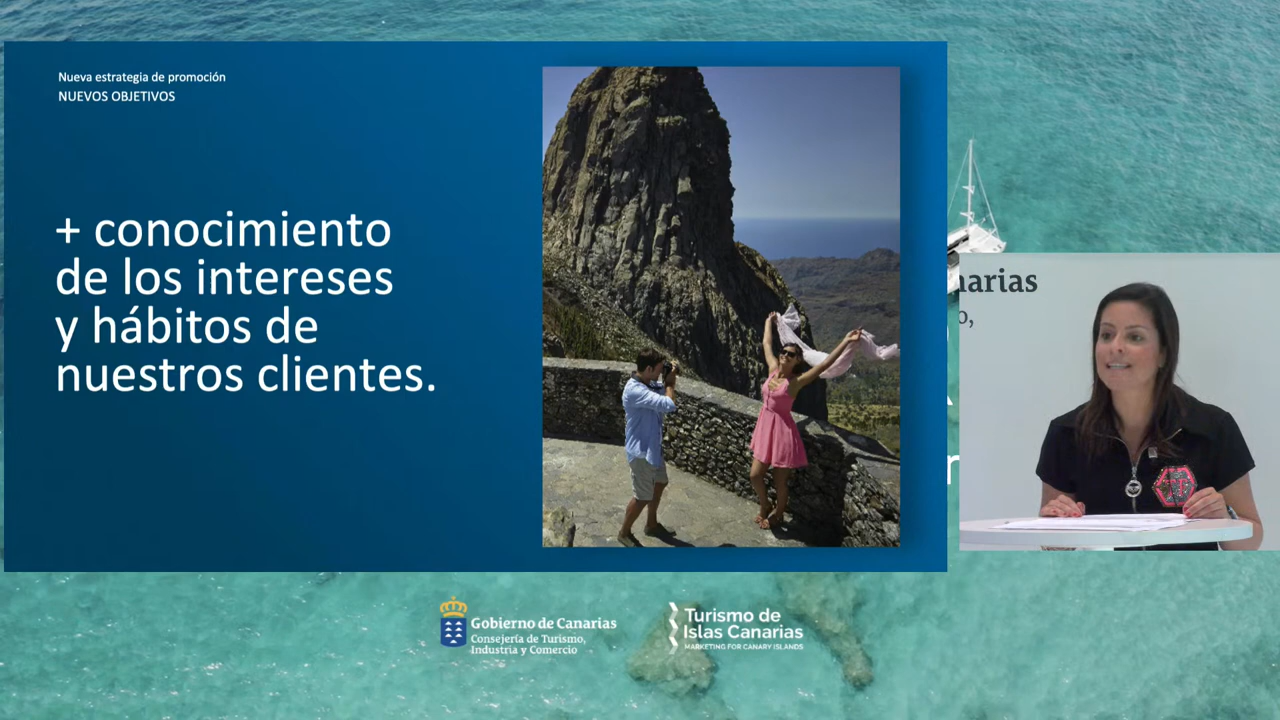 Nueva estrategia de promoción
NUEVOS OBJETIVOS
+ conocimiento
de los intereses
y hábitos de
nuestros clientes.
narias
o,
Gobierno de Canarias
Consejería de Turismo,
Industria y Comercio
Turismo de
Islas Canarias
MARKETING FOR CANARY ISLANDS